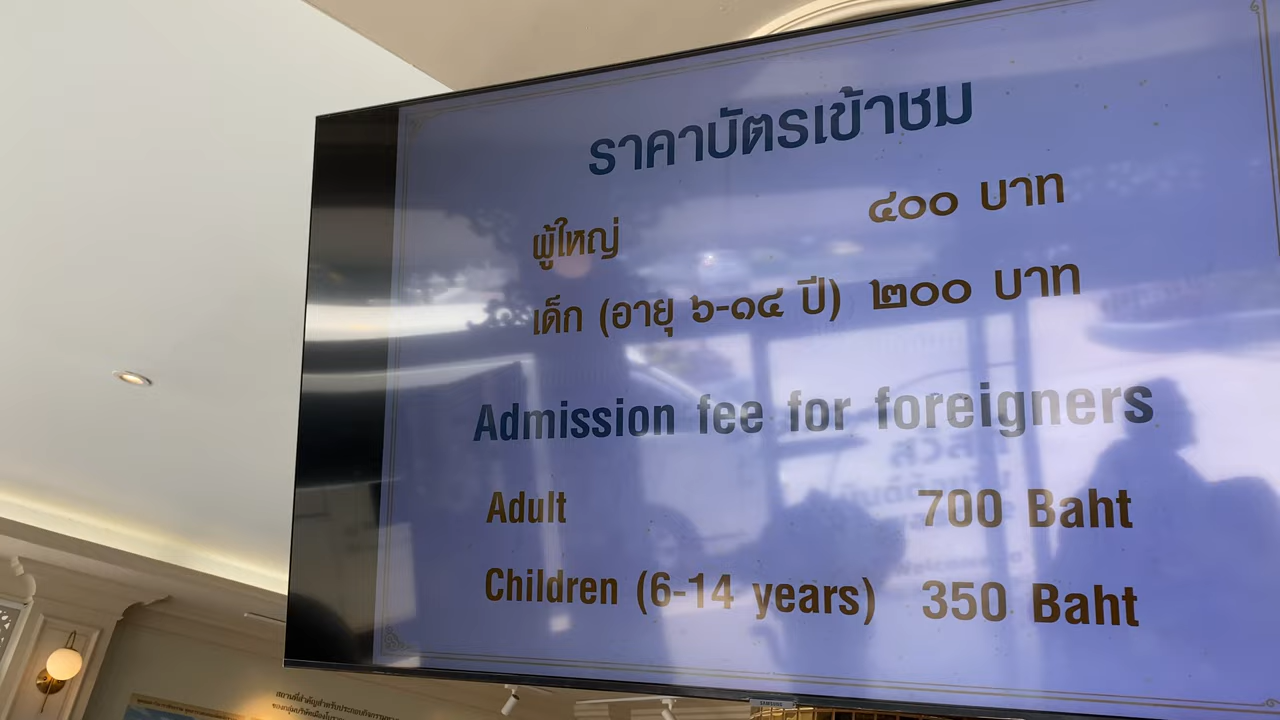 ราคาบัตรเข้าชม
ผู้ใหญ่ ๔๐๐ บาท
เด็ก (อายุ ๖-๑๔ ปี) ๒๐๐ บาท
Admission fee for foreigners
Adult 700 Baht
Children (6-14 years) 350 Baht
SAMSUNG